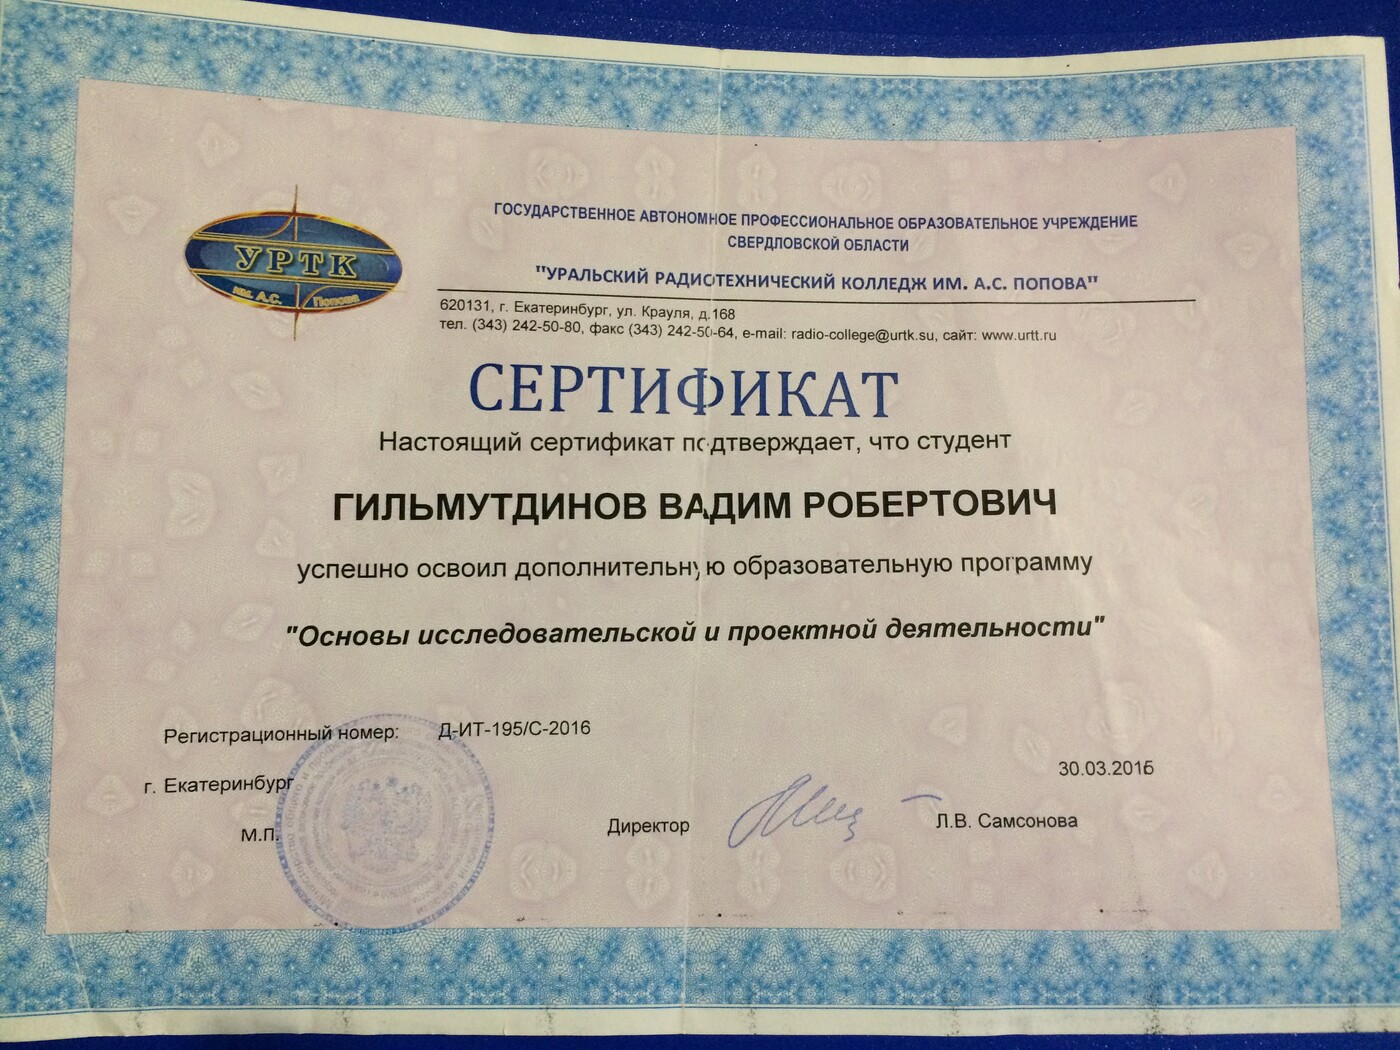 УРТК
им. А.С. Попова
ГОСУДАРСТВЕННОЕ АВТОНОМНОЕ ПРОФЕССИОНАЛЬНОЕ ОБРАЗОВАТЕЛЬНОЕ УЧРЕЖДЕНИЕ
СВЕРДЛОВСКОЙ ОБЛАСТИ
"УРАЛЬСКИЙ РАДИОТЕХНИЧЕСКИЙ КОЛЛЕДЖ ИМ. А.С. ПОПОВА"
620131, г. Екатеринбург, ул. Крауля, д.168
тел. (343) 242-50-80, факс (343) 242-50-64, e-mail: radio-college@urtk.su, сайт: www.urtt.ru
СЕРТИФИКАТ
Настоящий сертификат подтверждает, что студент
ГИЛЬМУТДИНОВ ВАДИМ РОБЕРТОВИЧ
успешно освоил дополнительную образовательную программу
"Основы исследовательской и проектной деятельности"
Регистрационный номер: Д-ИТ-195/С-2016
г. Екатеринбург
30.03.2016
М.П.
Директор Л.В. Самсонова